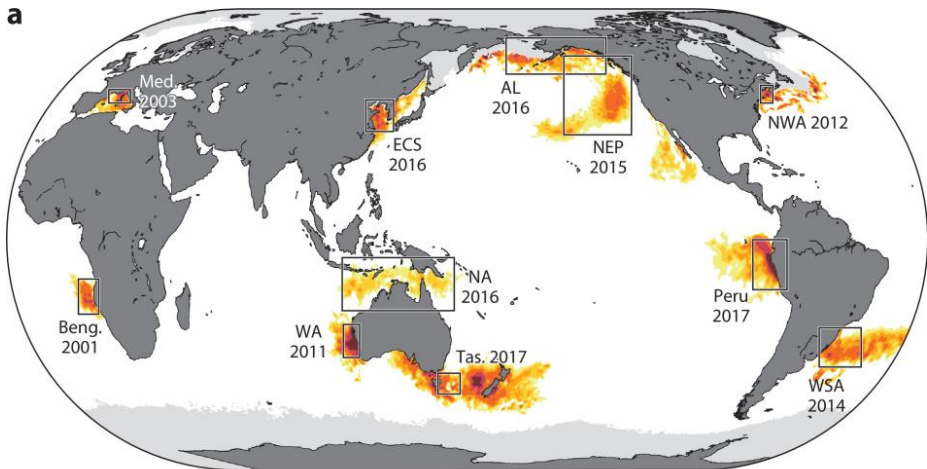 a
Med.
2003
AL
2016
NWA 2012
ECS
2016
NEP
2015
NA
2016
Beng.
2001
WA
2011
Peru
2017
Tas. 2017
WSA
2014